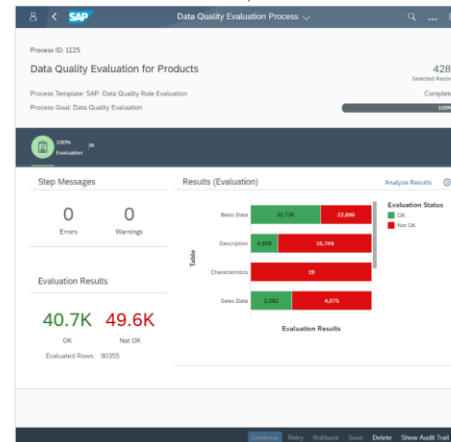 SAP
Data Quality Evaluation Process
Process ID: 1125
Data Quality Evaluation for Products
428
Process Template: SAP: Data Quality Rule Evaluation
Process Goal: Data Quality Evaluation
Selected Recor
Complete
100%
100%
Evaluation
Step Messages
0
Errors
0
Warnings
Evaluation Results
40.7K
OK
49.6K
Not OK
Evaluated Rows: 90355
Results (Evaluation)
Analyze Results
Table
Basic Data
22,696
Description
4,858
16,749
Characteristics
19
Sales Data
2,082
4,075
Evaluation Results
Evaluation Status
OK
Not OK
Continue Retry Rollback Save Delete Show Audit Trail